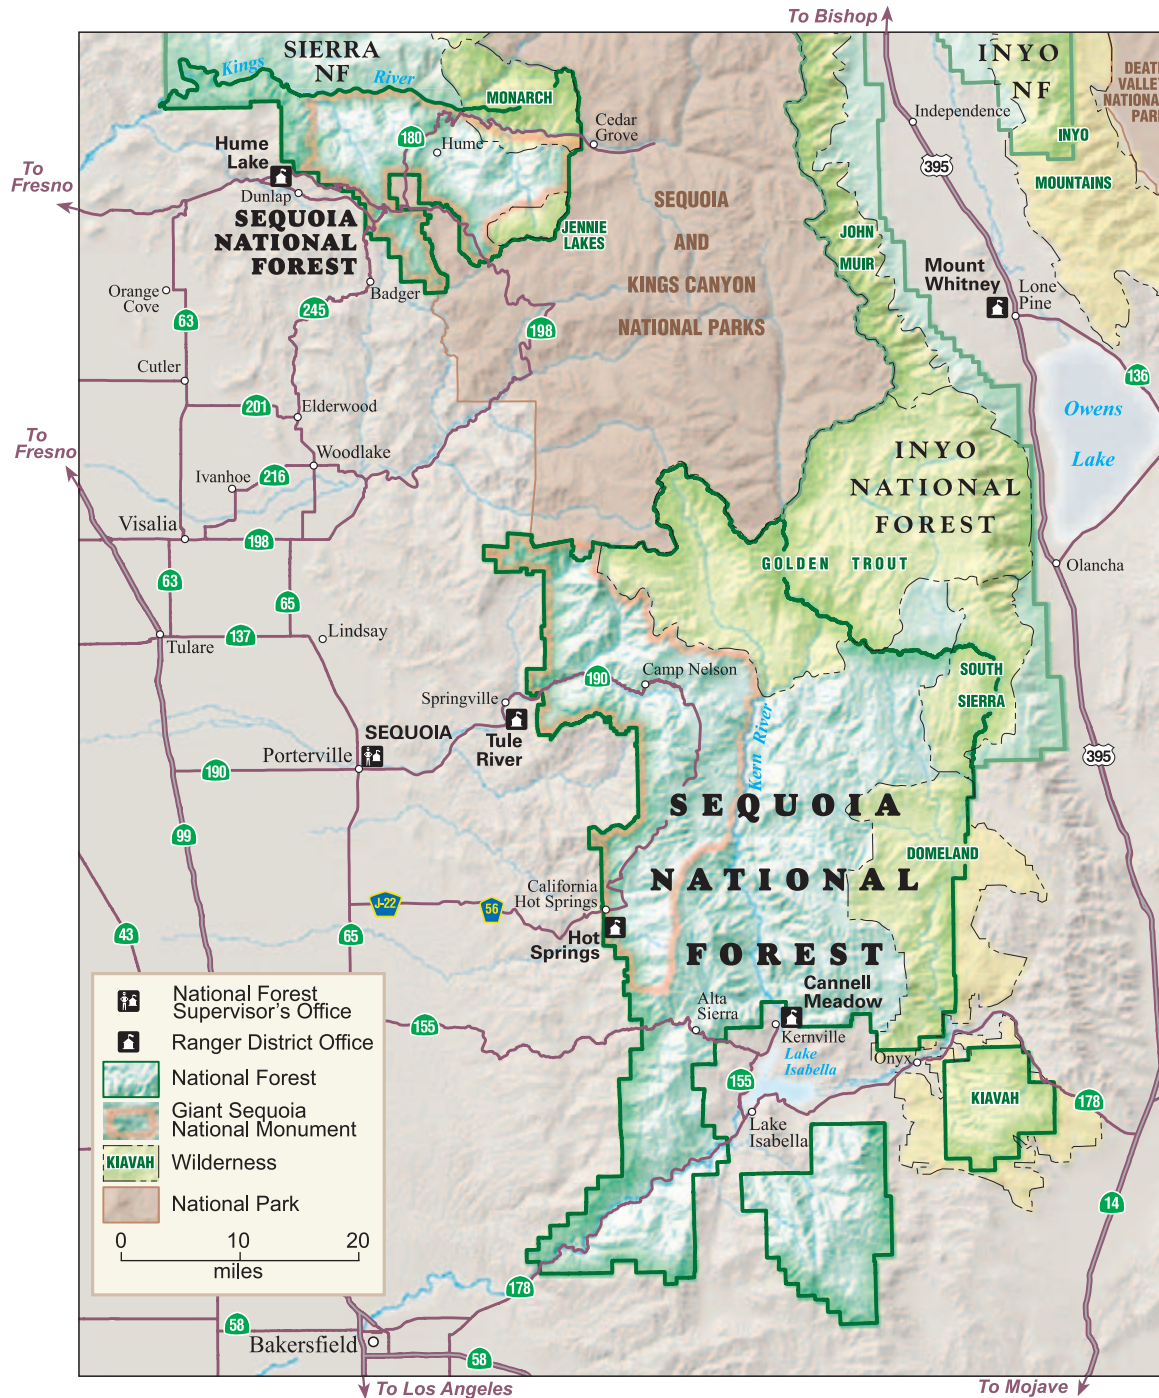 To Bishop
SIERRA
NF
Kings
River
MONARCH
INYO
NF
DEATH
VALLEY
NATIONAL
PARK
Independence
INYO
MOUNTAINS
395
Hume
Lake
180
Hume
Cedar
Grove
To
Fresno
Dunlap
SEQUOIA
NATIONAL
FOREST
JENNIE
LAKES
SEQUOIA
AND
KINGS CANYON
NATIONAL PARKS
JOHN
MUIR
Mount
Whitney
Lone
Pine
Orange
Cove
Badger
63
245
198
Cutler
136
201
Elderwood
Owens
Lake
To
Fresno
Woodlake
Ivanhoe
216
INYO
NATIONAL
FOREST
Visalia
198
GOLDEN TROUT
Olancha
63
65
137
Tulare
Lindsay
Camp Nelson
190
SOUTH
SIERRA
Springville
Tule
River
SEQUOIA
Porterville
190
Kern River
395
SEQUOIA
NATIONAL
FOREST
99
DOMELAND
California
Hot Springs
J-22
56
43
65
Hot
Springs
Cannell
Meadow
Alta
Sierra
155
Kernville
Lake
Isabella
Onyx
155
KIAVAH
178
Lake
Isabella
14
178
National Forest
Supervisor's Office
Ranger District Office
National Forest
Giant Sequoia
National Monument
KIAVAH
Wilderness
National Park
0 10 20
miles
58
Bakersfield
58
To Los Angeles
To Mojave